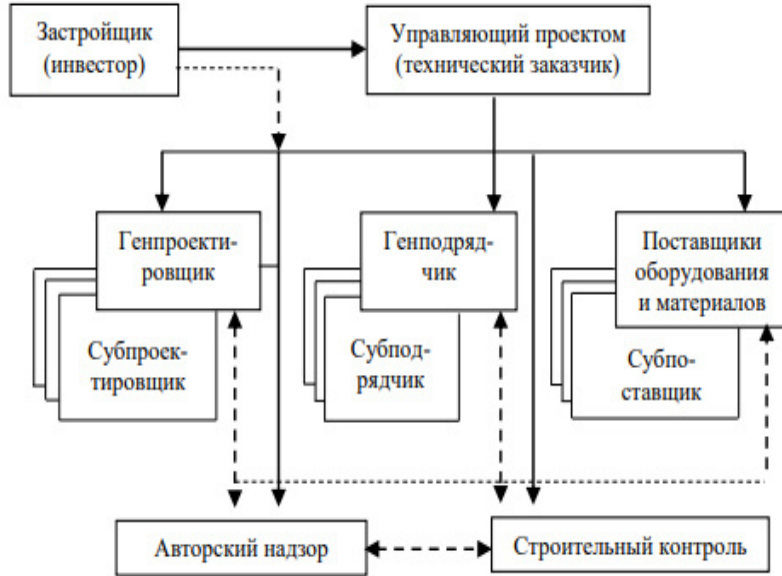 Застройщик
(инвестор)
Управляющий проектом
(технический заказчик)
Генпроекти-
ровщик
Субпроек-
тировщик
Генподряд-
чик
Субпод-
рядчик
Поставщики
оборудования
и материалов
Субпо-
ставщик
Авторский надзор
Строительный контроль